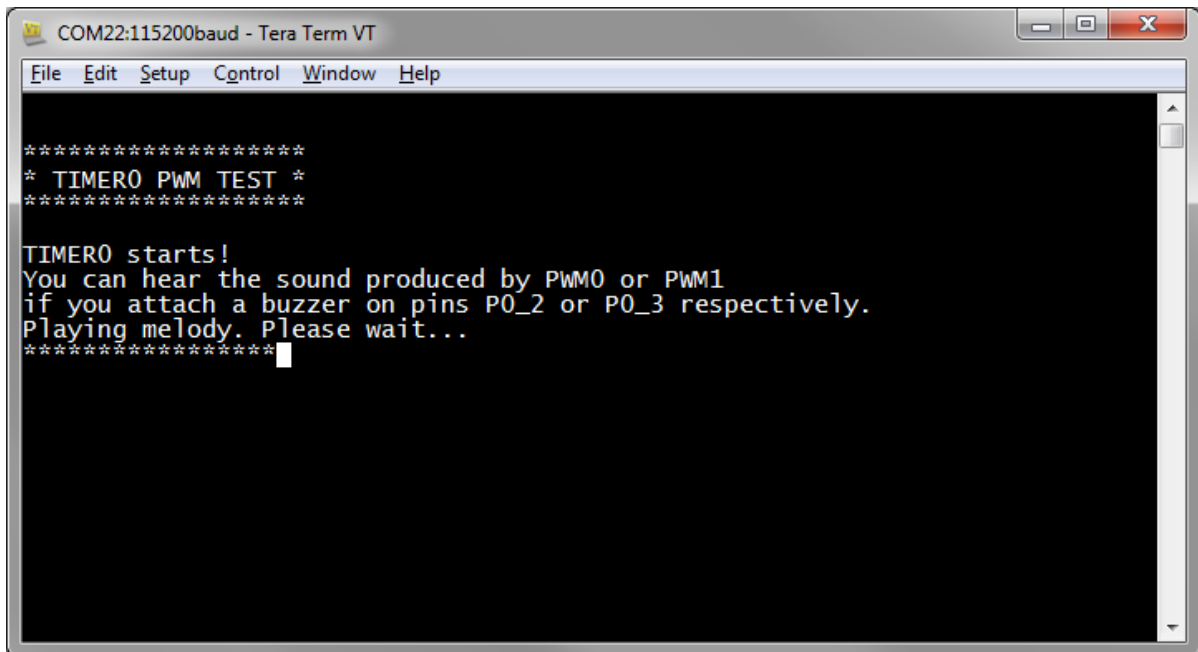 COM22:115200baud - Tera Term VT
File Edit Setup Control Window Help
********************
* TIMER0 PWM TEST *
********************
TIMER0 starts!
You can hear the sound produced by PWM0 or PWM1
if you attach a buzzer on pins P0_2 or P0_3 respectively.
Playing melody. Please wait...
******************